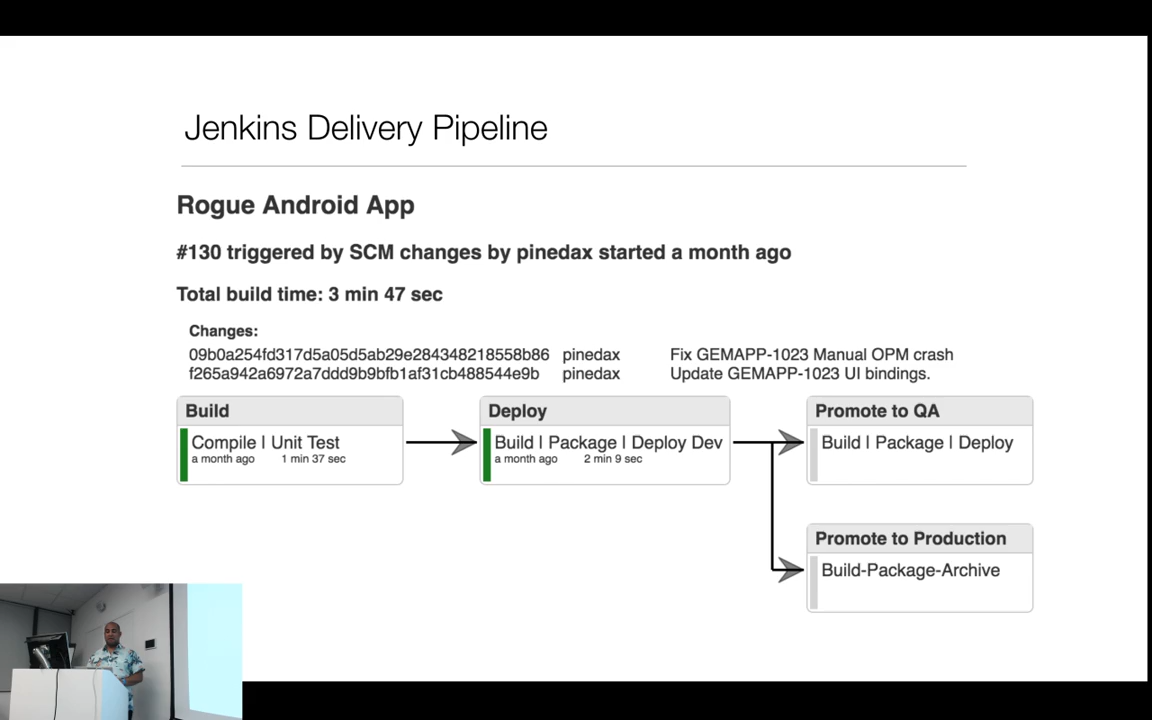 Jenkins Delivery Pipeline
Rogue Android App
#130 triggered by SCM changes by pinedax started a month ago
Total build time: 3 min 47 sec
Changes:
09b0a254fd317d5a05d5ab29e284348218558b86 pinedax Fix GEMAPP-1023 Manual OPM crash
f265a942a6972a7ddd9b9bfb1af31cb488544e9b pinedax Update GEMAPP-1023 UI bindings.
Build
Compile | Unit Test
a month ago 1 min 37 sec
Deploy
Build | Package | Deploy Dev
a month ago 2 min 9 sec
Promote to QA
Build | Package | Deploy
Promote to Production
Build-Package-Archive